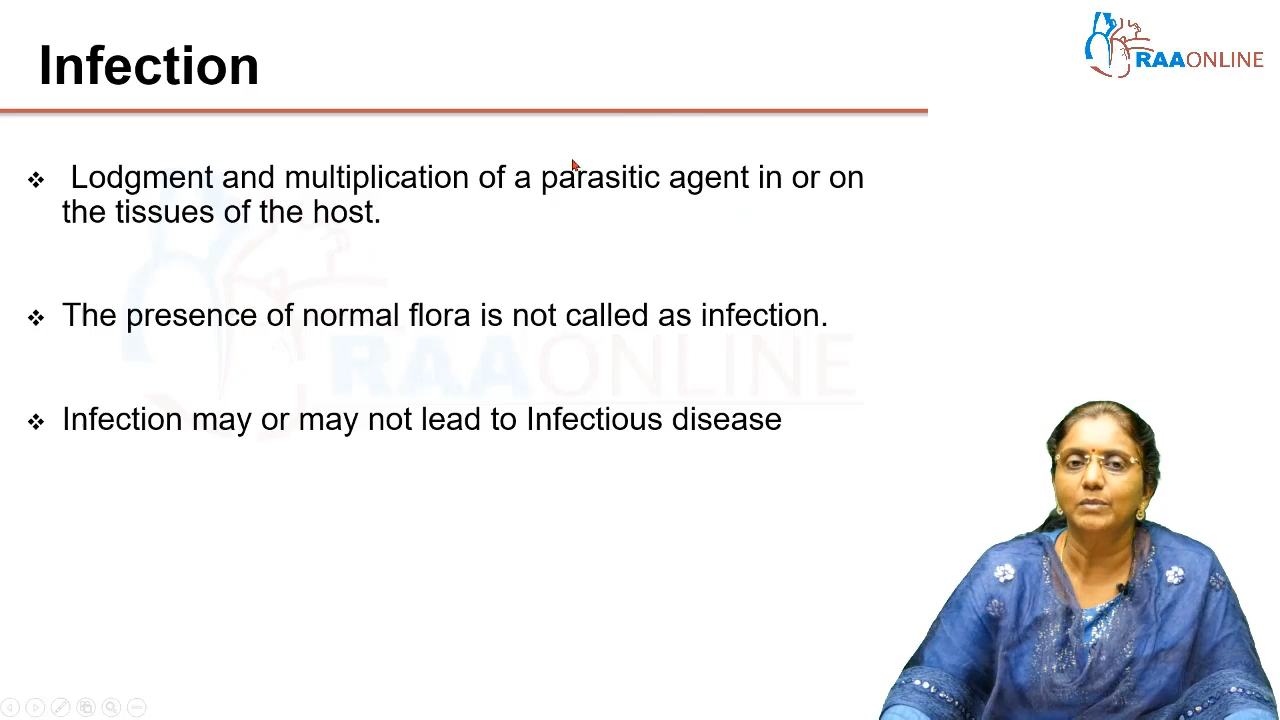 Infection
RAAONLINE
Lodgment and multiplication of a parasitic agent in or on
the tissues of the host.
The presence of normal flora is not called as infection.
RAAONLINE
Infection may or may not lead to Infectious disease